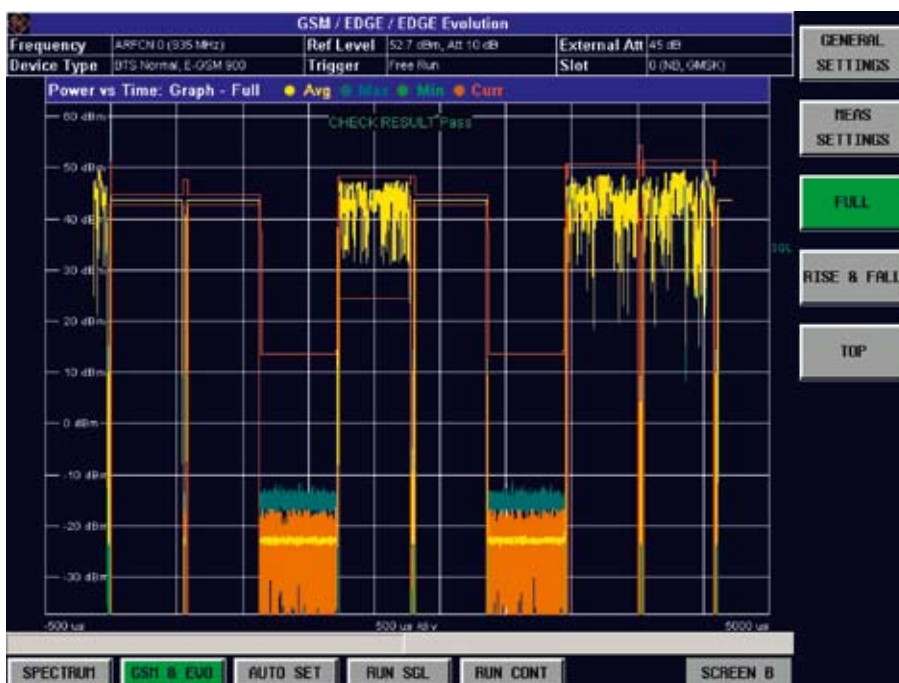 GSM / EDGE / EDGE Evolution
Frequency ARFCN 0 (935 MHz) Ref Level 52.7 dBm, Att 10 dB External Att 45 dB
Device Type BTS Normal, E-GSM 900 Trigger Free Run Slot 0 (NB, GMSK)
Power vs Time: Graph - Full Avg Max Min Curr
CHECK RESULT Pass
60 dBm
50 dBm
40 dBm
30 dBm
20 dBm
10 dBm
0 dBm
-10 dBm
-20 dBm
-30 dBm
-500 us 500 us /div 5000 us
SGL
GENERAL
SETTINGS
MEAS
SETTINGS
FULL
RISE & FALL
TOP
SPECTRUM GSM & EVO AUTO SET RUN SGL RUN CONT SCREEN B